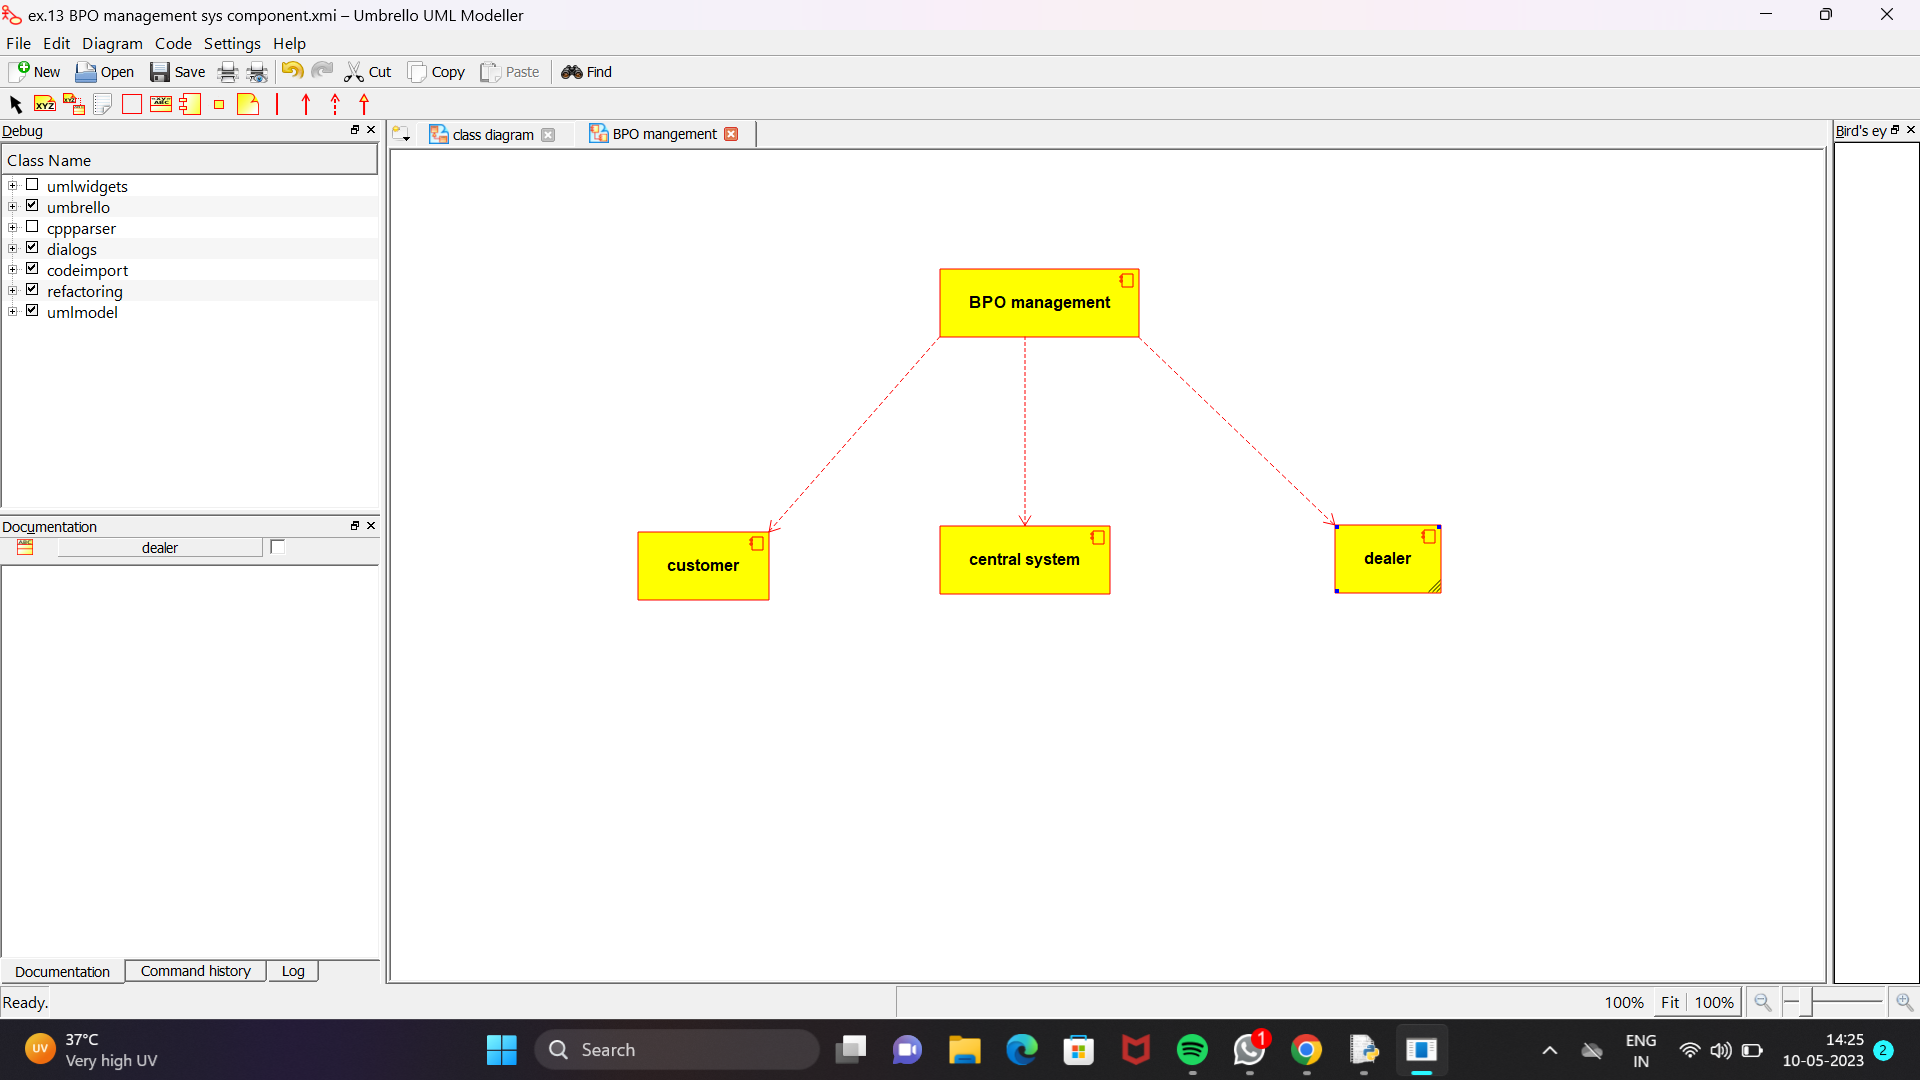 ex.13 BPO management sys component.xmi – Umbrello UML Modeller
File Edit Diagram Code Settings Help
New Open Save Cut Copy Paste Find
Debug
Class Name
umlwidgets
umbrello
cppparser
dialogs
codeimport
refactoring
umlmodel
Documentation
dealer
Documentation Command history Log
class diagram BPO mangement
BPO management
customer
central system
dealer
Bird's ey
Ready.
100% Fit 100%
UV
37°C
Very high UV
Search
1
ENG
IN
14:25
10-05-2023
2